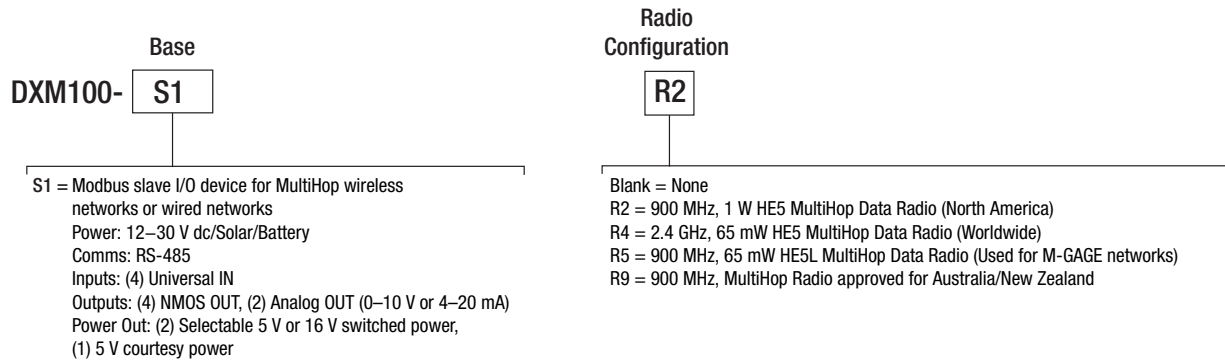 Base
DXM100- S1
S1 = Modbus slave I/O device for MultiHop wireless
networks or wired networks
Power: 12–30 V dc/Solar/Battery
Comms: RS-485
Inputs: (4) Universal IN
Outputs: (4) NMOS OUT, (2) Analog OUT (0–10 V or 4–20 mA)
Power Out: (2) Selectable 5 V or 16 V switched power,
(1) 5 V courtesy power
Radio
Configuration
R2
Blank = None
R2 = 900 MHz, 1 W HE5 MultiHop Data Radio (North America)
R4 = 2.4 GHz, 65 mW HE5 MultiHop Data Radio (Worldwide)
R5 = 900 MHz, 65 mW HE5L MultiHop Data Radio (Used for M-GAGE networks)
R9 = 900 MHz, MultiHop Radio approved for Australia/New Zealand